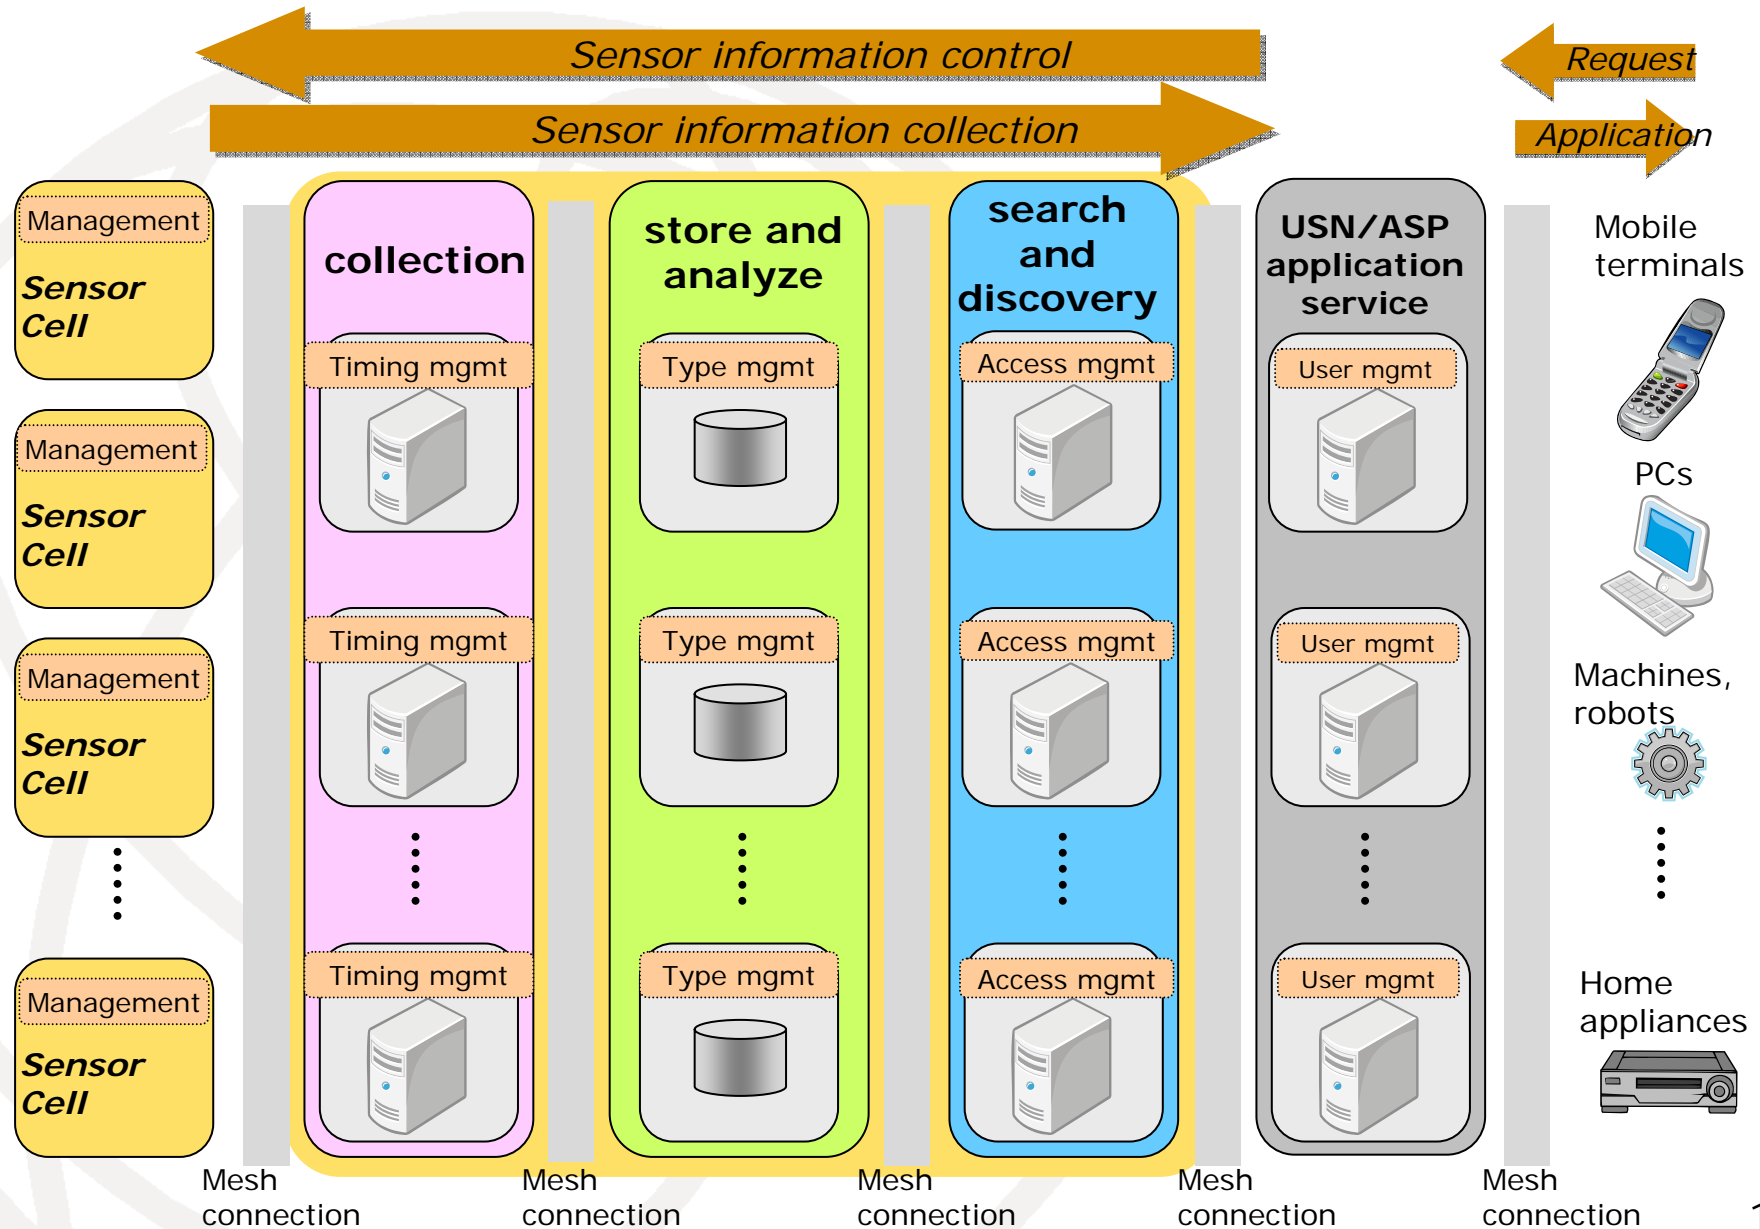 Sensor information control
Request
Sensor information collection
Application
Management
Sensor
Cell
Management
Sensor
Cell
Management
Sensor
Cell
Management
Sensor
Cell
collection
Timing mgmt
Timing mgmt
Timing mgmt
store and
analyze
Type mgmt
Type mgmt
Type mgmt
search
and
discovery
Access mgmt
Access mgmt
Access mgmt
USN/ASP
application
service
User mgmt
User mgmt
User mgmt
Mobile
terminals
PCs
Machines,
robots
Home
appliances
Mesh
connection
Mesh
connection
Mesh
connection
Mesh
connection
Mesh
connection